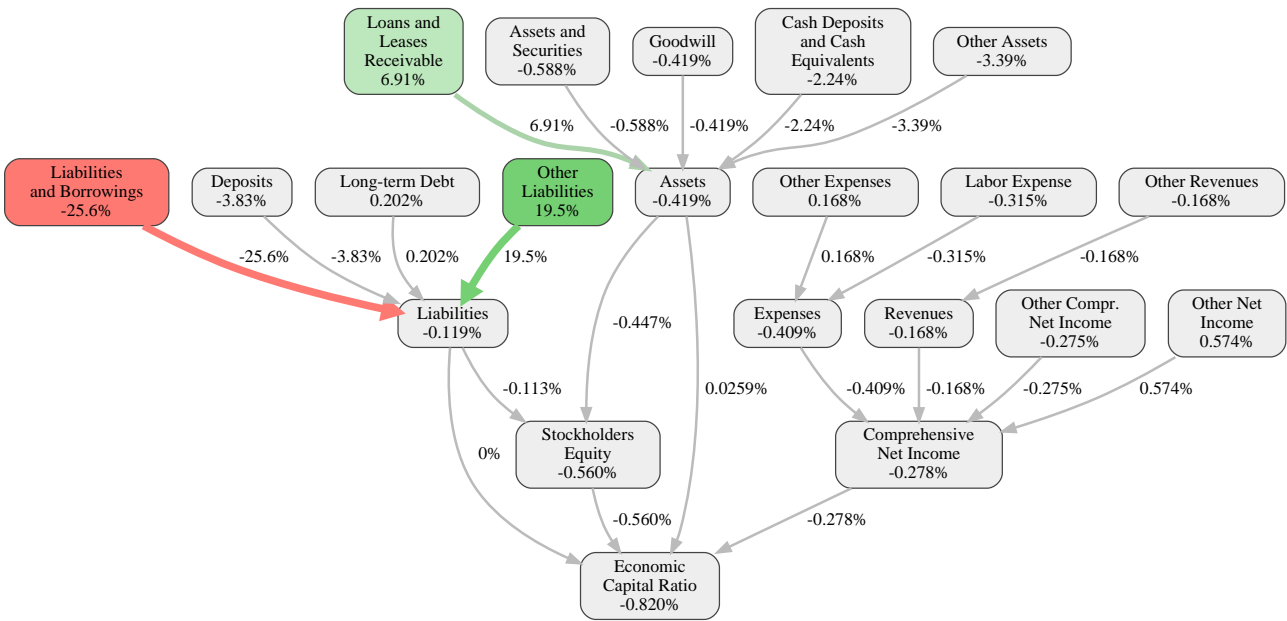 Loans and
Leases
Receivable
6.91%
Assets and
Securities
-0.588%
Goodwill
-0.419%
Cash Deposits
and Cash
Equivalents
-2.24%
Other Assets
-3.39%
6.91%
-0.588%
-0.419%
-2.24%
-3.39%
Liabilities
and Borrowings
-25.6%
Deposits
-3.83%
Long-term Debt
0.202%
Other
Liabilities
19.5%
Assets
-0.419%
Other Expenses
0.168%
Labor Expense
-0.315%
Other Revenues
-0.168%
-25.6%
-3.83%
0.202%
19.5%
0.168%
-0.315%
-0.168%
Liabilities
-0.119%
-0.447%
Expenses
-0.409%
Revenues
-0.168%
Other Compr.
Net Income
-0.275%
Other Net
Income
0.574%
-0.113%
0.0259%
-0.409%
-0.168%
-0.275%
0.574%
0%
Stockholders
Equity
-0.560%
Comprehensive
Net Income
-0.278%
-0.560%
-0.278%
Economic
Capital Ratio
-0.820%